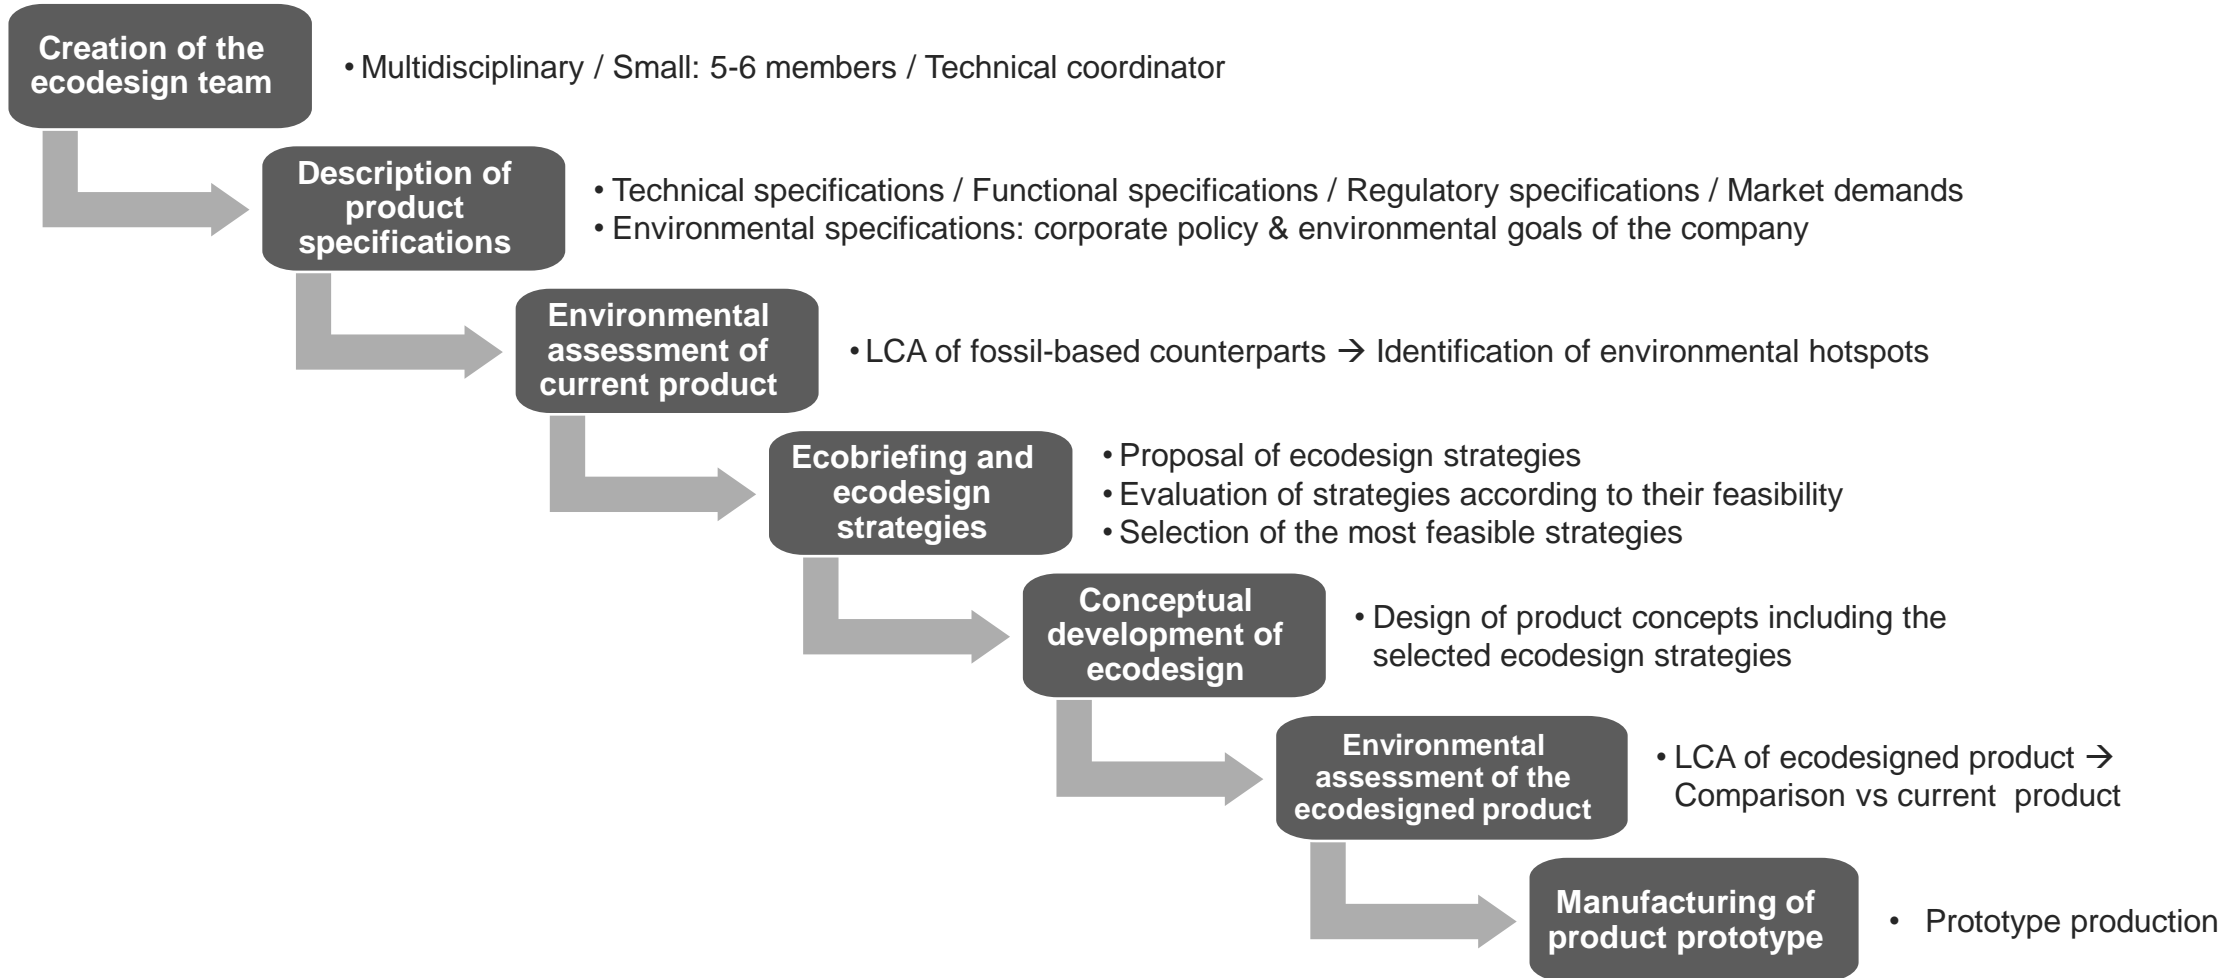 Creation of the
ecodesign team
• Multidisciplinary / Small: 5-6 members / Technical coordinator
Description of
product
specifications
• Technical specifications / Functional specifications / Regulatory specifications / Market demands
• Environmental specifications: corporate policy & environmental goals of the company
Environmental
assessment of
current product
• LCA of fossil-based counterparts → Identification of environmental hotspots
Ecobriefing and
ecodesign
strategies
• Proposal of ecodesign strategies
• Evaluation of strategies according to their feasibility
• Selection of the most feasible strategies
Conceptual
development of
ecodesign
• Design of product concepts including the
selected ecodesign strategies
Environmental
assessment of the
ecodesigned product
• LCA of ecodesigned product →
Comparison vs current product
Manufacturing of
product prototype
• Prototype production